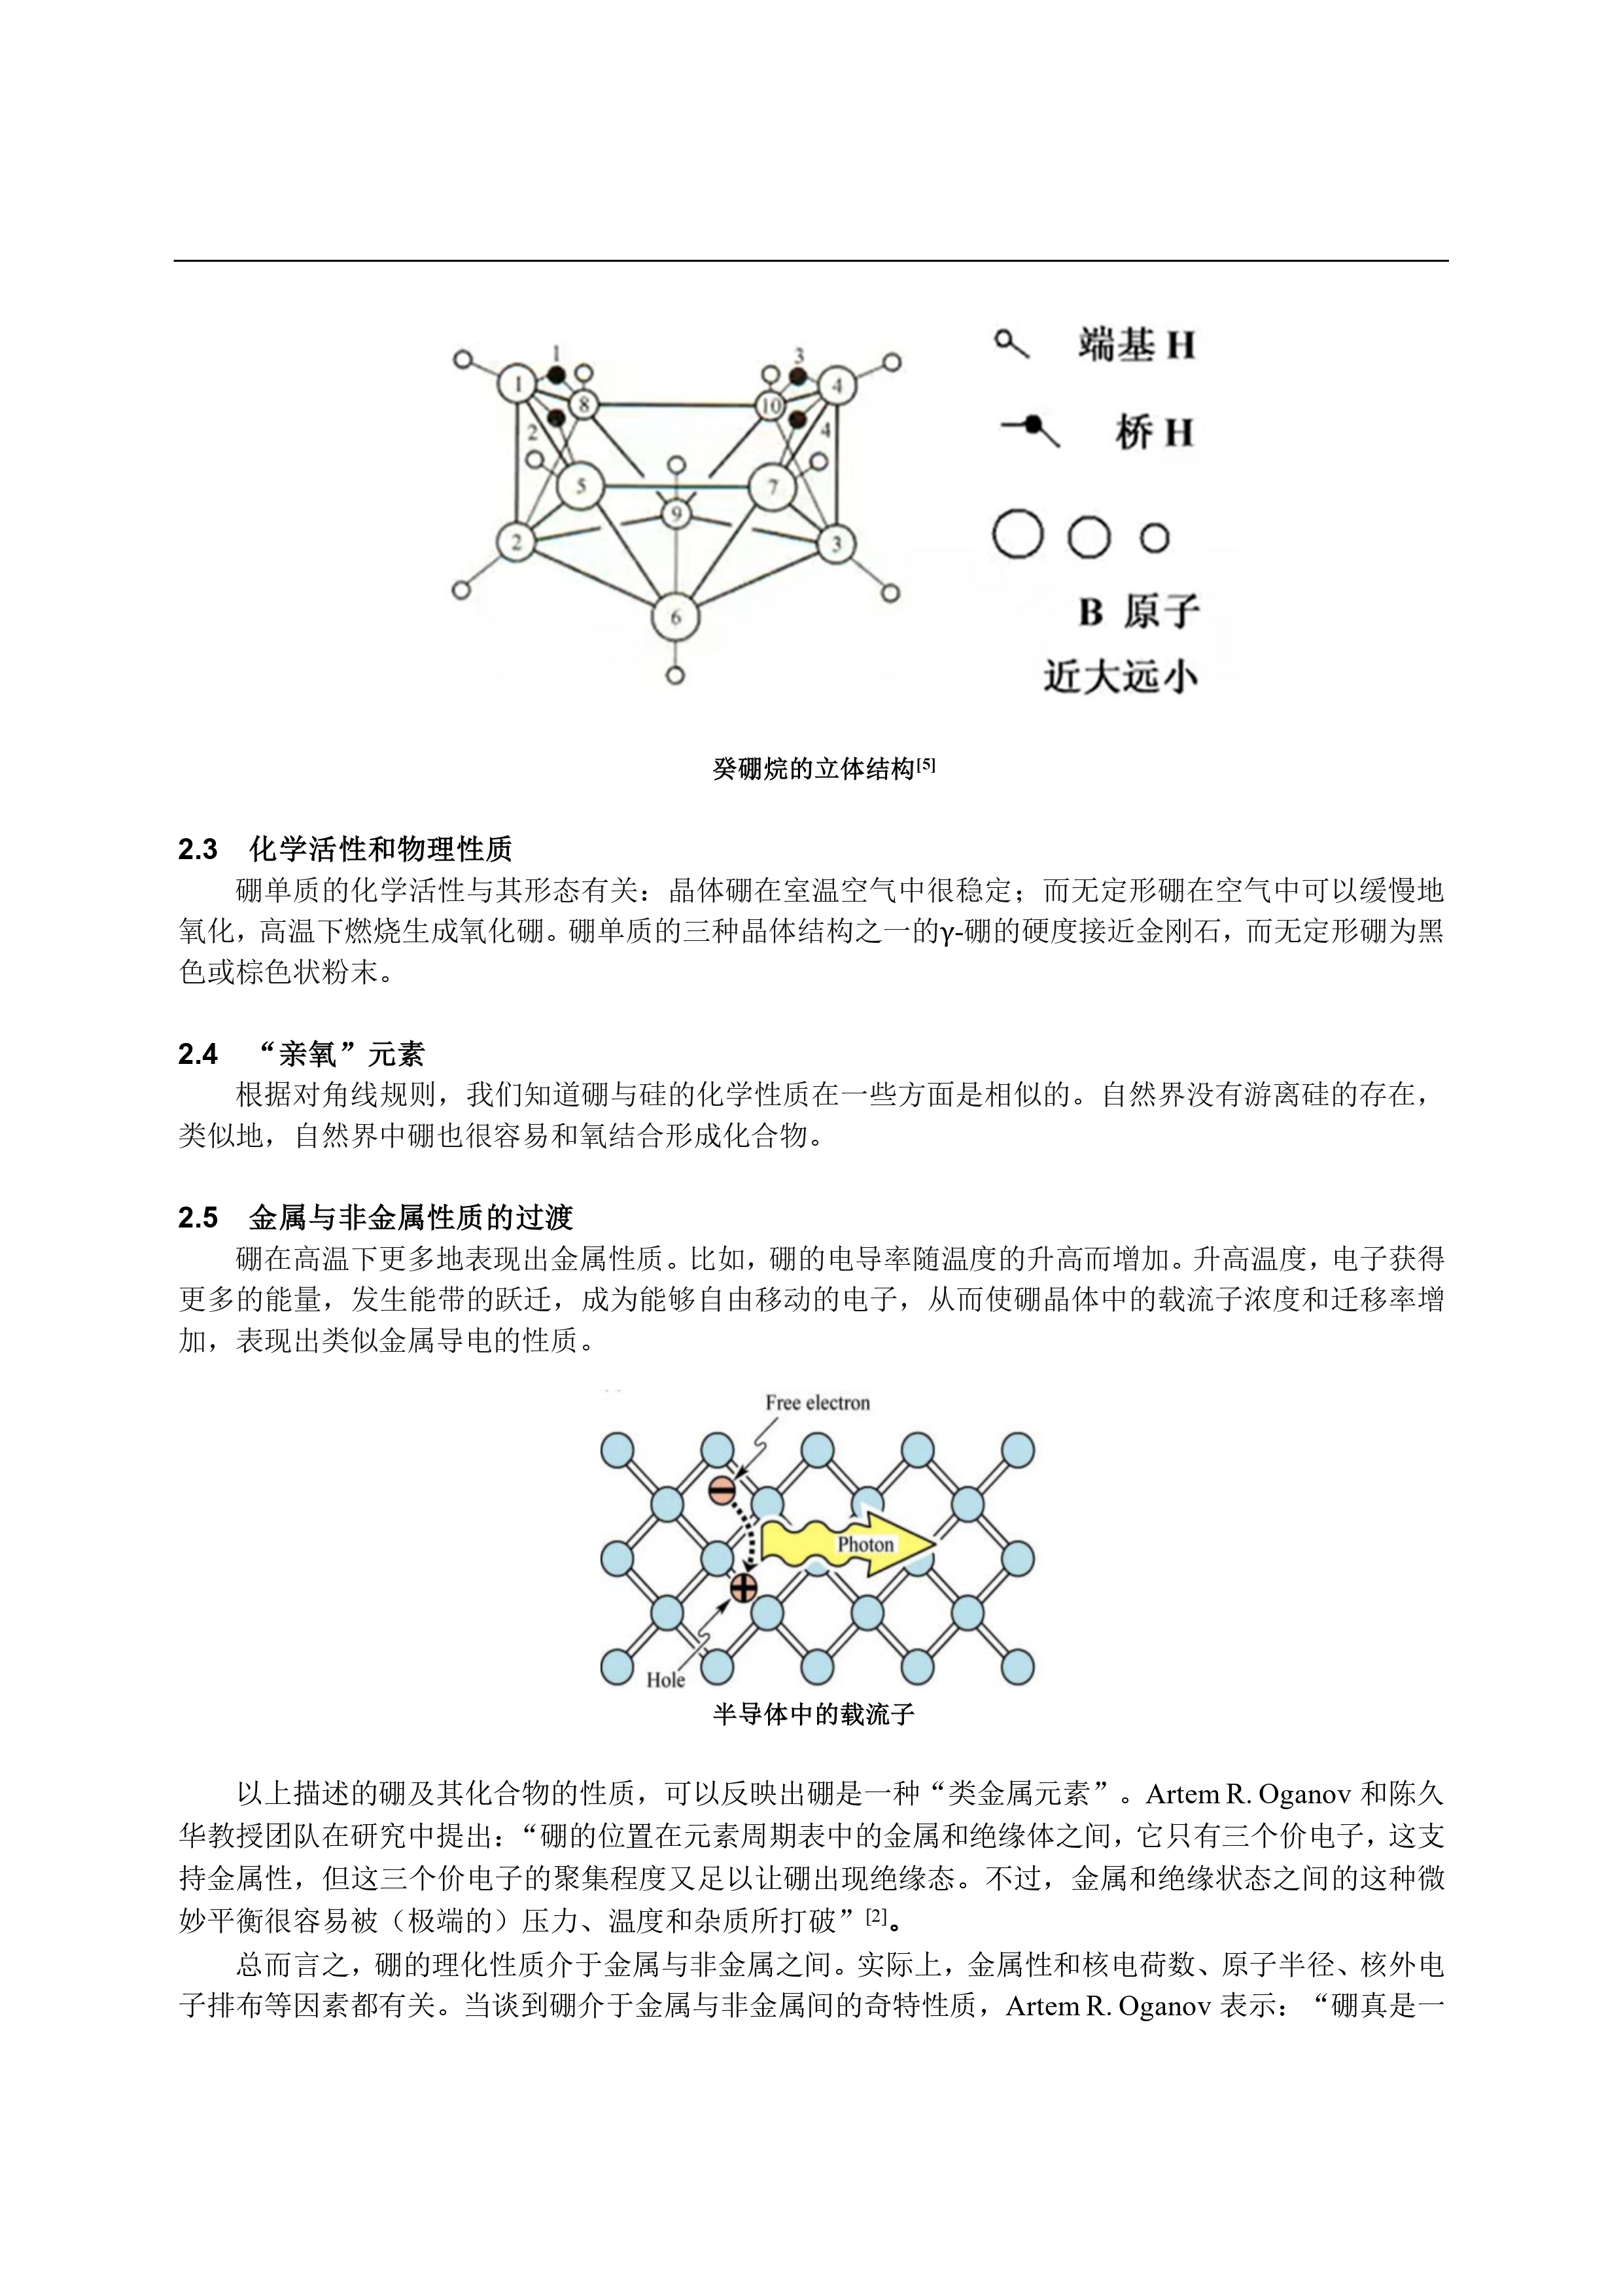 端基 H
桥 H
B 原子
近大远小
1
3
1
8
10
4
2
4
5
7
9
2
3
6
癸硼烷的立体结构[5]
2.3 化学活性和物理性质
硼单质的化学活性与其形态有关：晶体硼在室温空气中很稳定；而无定形硼在空气中可以缓慢地
氧化，高温下燃烧生成氧化硼。硼单质的三种晶体结构之一的γ-硼的硬度接近金刚石，而无定形硼为黑
色或棕色状粉末。
2.4 “亲氧”元素
根据对角线规则，我们知道硼与硅的化学性质在一些方面是相似的。自然界没有游离硅的存在，
类似地，自然界中硼也很容易和氧结合形成化合物。
2.5 金属与非金属性质的过渡
硼在高温下更多地表现出金属性质。比如，硼的电导率随温度的升高而增加。升高温度，电子获得
更多的能量，发生能带的跃迁，成为能够自由移动的电子，从而使硼晶体中的载流子浓度和迁移率增
加，表现出类似金属导电的性质。
Free electron
Photon
Hole
半导体中的载流子
以上描述的硼及其化合物的性质，可以反映出硼是一种“类金属元素”。Artem R. Oganov 和陈久
华教授团队在研究中提出：“硼的位置在元素周期表中的金属和绝缘体之间，它只有三个价电子，这支
持金属性，但这三个价电子的聚集程度又足以让硼出现绝缘态。不过，金属和绝缘状态之间的这种微
妙平衡很容易被（极端的）压力、温度和杂质所打破”[2]。
总而言之，硼的理化性质介于金属与非金属之间。实际上，金属性和核电荷数、原子半径、核外电
子排布等因素都有关。当谈到硼介于金属与非金属间的奇特性质，Artem R. Oganov 表示：“硼真是一